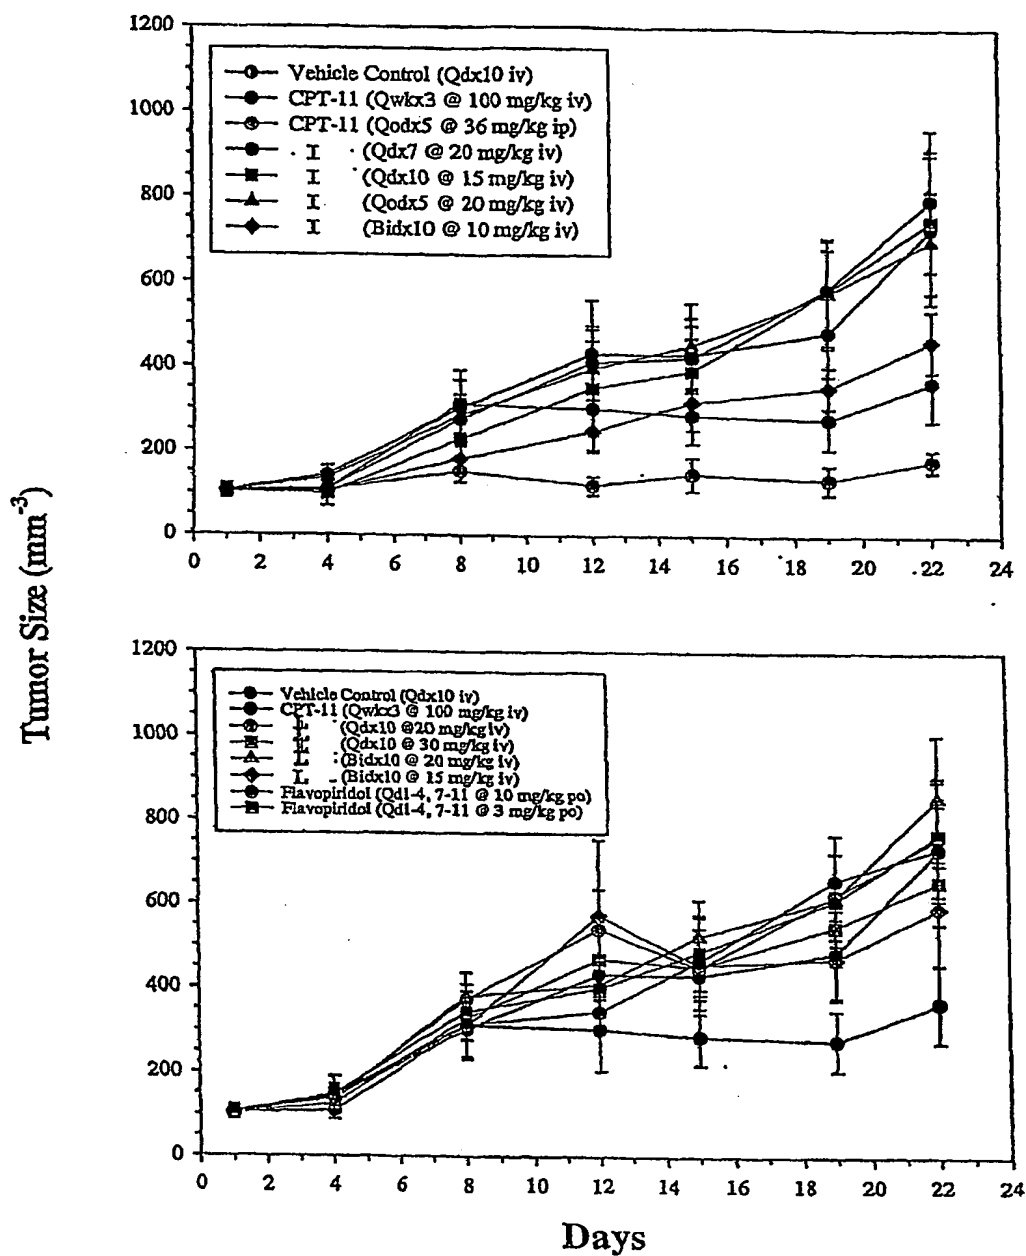 Tumor Size (mm-3)
1200
1000
800
600
400
200
0
Vehicle Control (Qdx10 iv)
CPT-11 (Qwkx3 @ 100 mg/kg iv)
CPT-11 (Qodx5 @ 36 mg/kg ip)
I (Qdx7 @ 20 mg/kg iv)
I (Qdx10 @ 15 mg/kg iv)
I (Qodx5 @ 20 mg/kg iv)
I (Bidx10 @ 10 mg/kg iv)
0 2 4 6 8 10 12 14 16 18 20 22 24
1200
1000
800
600
400
200
0
Vehicle Control (Qdx10 iv)
CPT-11 (Qwkx3 @ 100 mg/kg iv)
(Qdx10 @20 mg/kg iv)
(Qdx10 @ 30 mg/kg iv)
L (Bidx10 @ 20 mg/kg iv)
L (Bidx10 @ 15 mg/kg iv)
Flavopiridol (Qd1-4, 7-11 @ 10 mg/kg po)
Flavopiridol (Qd1-4, 7-11 @ 3 mg/kg po)
0 2 4 6 8 10 12 14 16 18 20 22 24
Days